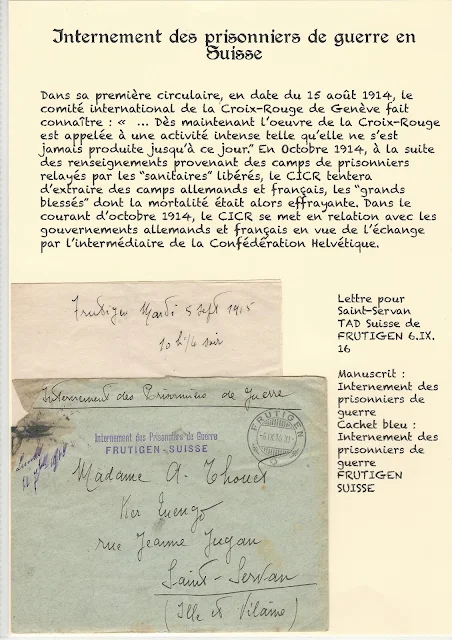 Internement des prisonniers de guerre en
Suisse
Dans sa première circulaire, en date du 15 août 1914, le
comité international de la Croix-Rouge de Genève fait
connaître : « ... Dès maintenant l'oeuvre de la Croix-Rouge
est appelée à une activité intense telle qu'elle ne s'est
jamais produite jusqu'à ce jour." En Octobre 1914, à la suite
des renseignements provenant des camps de prisonniers
relayés par les "sanitaires" libérés, le CICR tentera
d'extraire des camps allemands et français, les "grands
blessés" dont la mortalité était alors effrayante. Dans le
courant d'octobre 1914, le CICR se met en relation avec les
gouvernements allemands et français en vue de l'échange
par l'intermédiaire de la Confédération Helvétique.
Frutigen Mardi 5 sept 1915
10 h 1/4 soir
Lettre pour
Saint-Servan
TAD Suisse de
FRUTIGEN 6.IX.
16
Manuscrit :
Internement des
prisonniers de
guerre
Cachet bleu :
Internement des
prisonniers de
guerre
FRUTIGEN
SUISSE
Internement des Prisonniers de Guerre
FRUTIGEN
Internement des Prisonniers de Guerre
FRUTIGEN-SUISSE
Madame A. Thouet
Ker
rue Jeanne Jugan
Saint-Servan
(Ille et Vilaine)